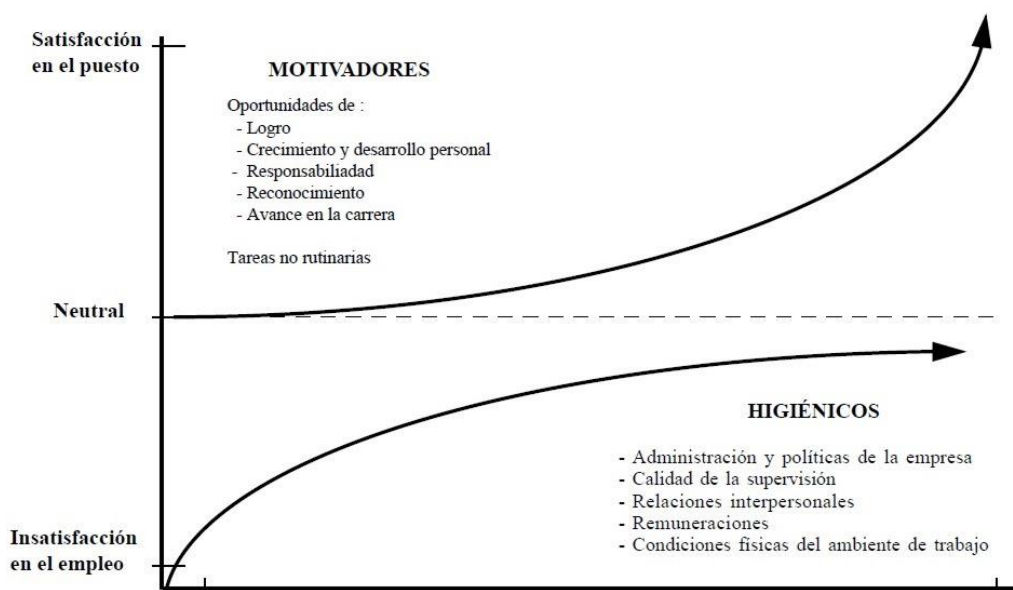 Satisfacción
en el puesto
MOTIVADORES
Oportunidades de :
- Logro
- Crecimiento y desarrollo personal
- Responsabiliadad
- Reconocimiento
- Avance en la carrera
Tareas no rutinarias
Neutral
HIGIÉNICOS
- Administración y políticas de la empresa
- Calidad de la supervisión
- Relaciones interpersonales
- Remuneraciones
- Condiciones físicas del ambiente de trabajo
Insatisfacción
en el empleo